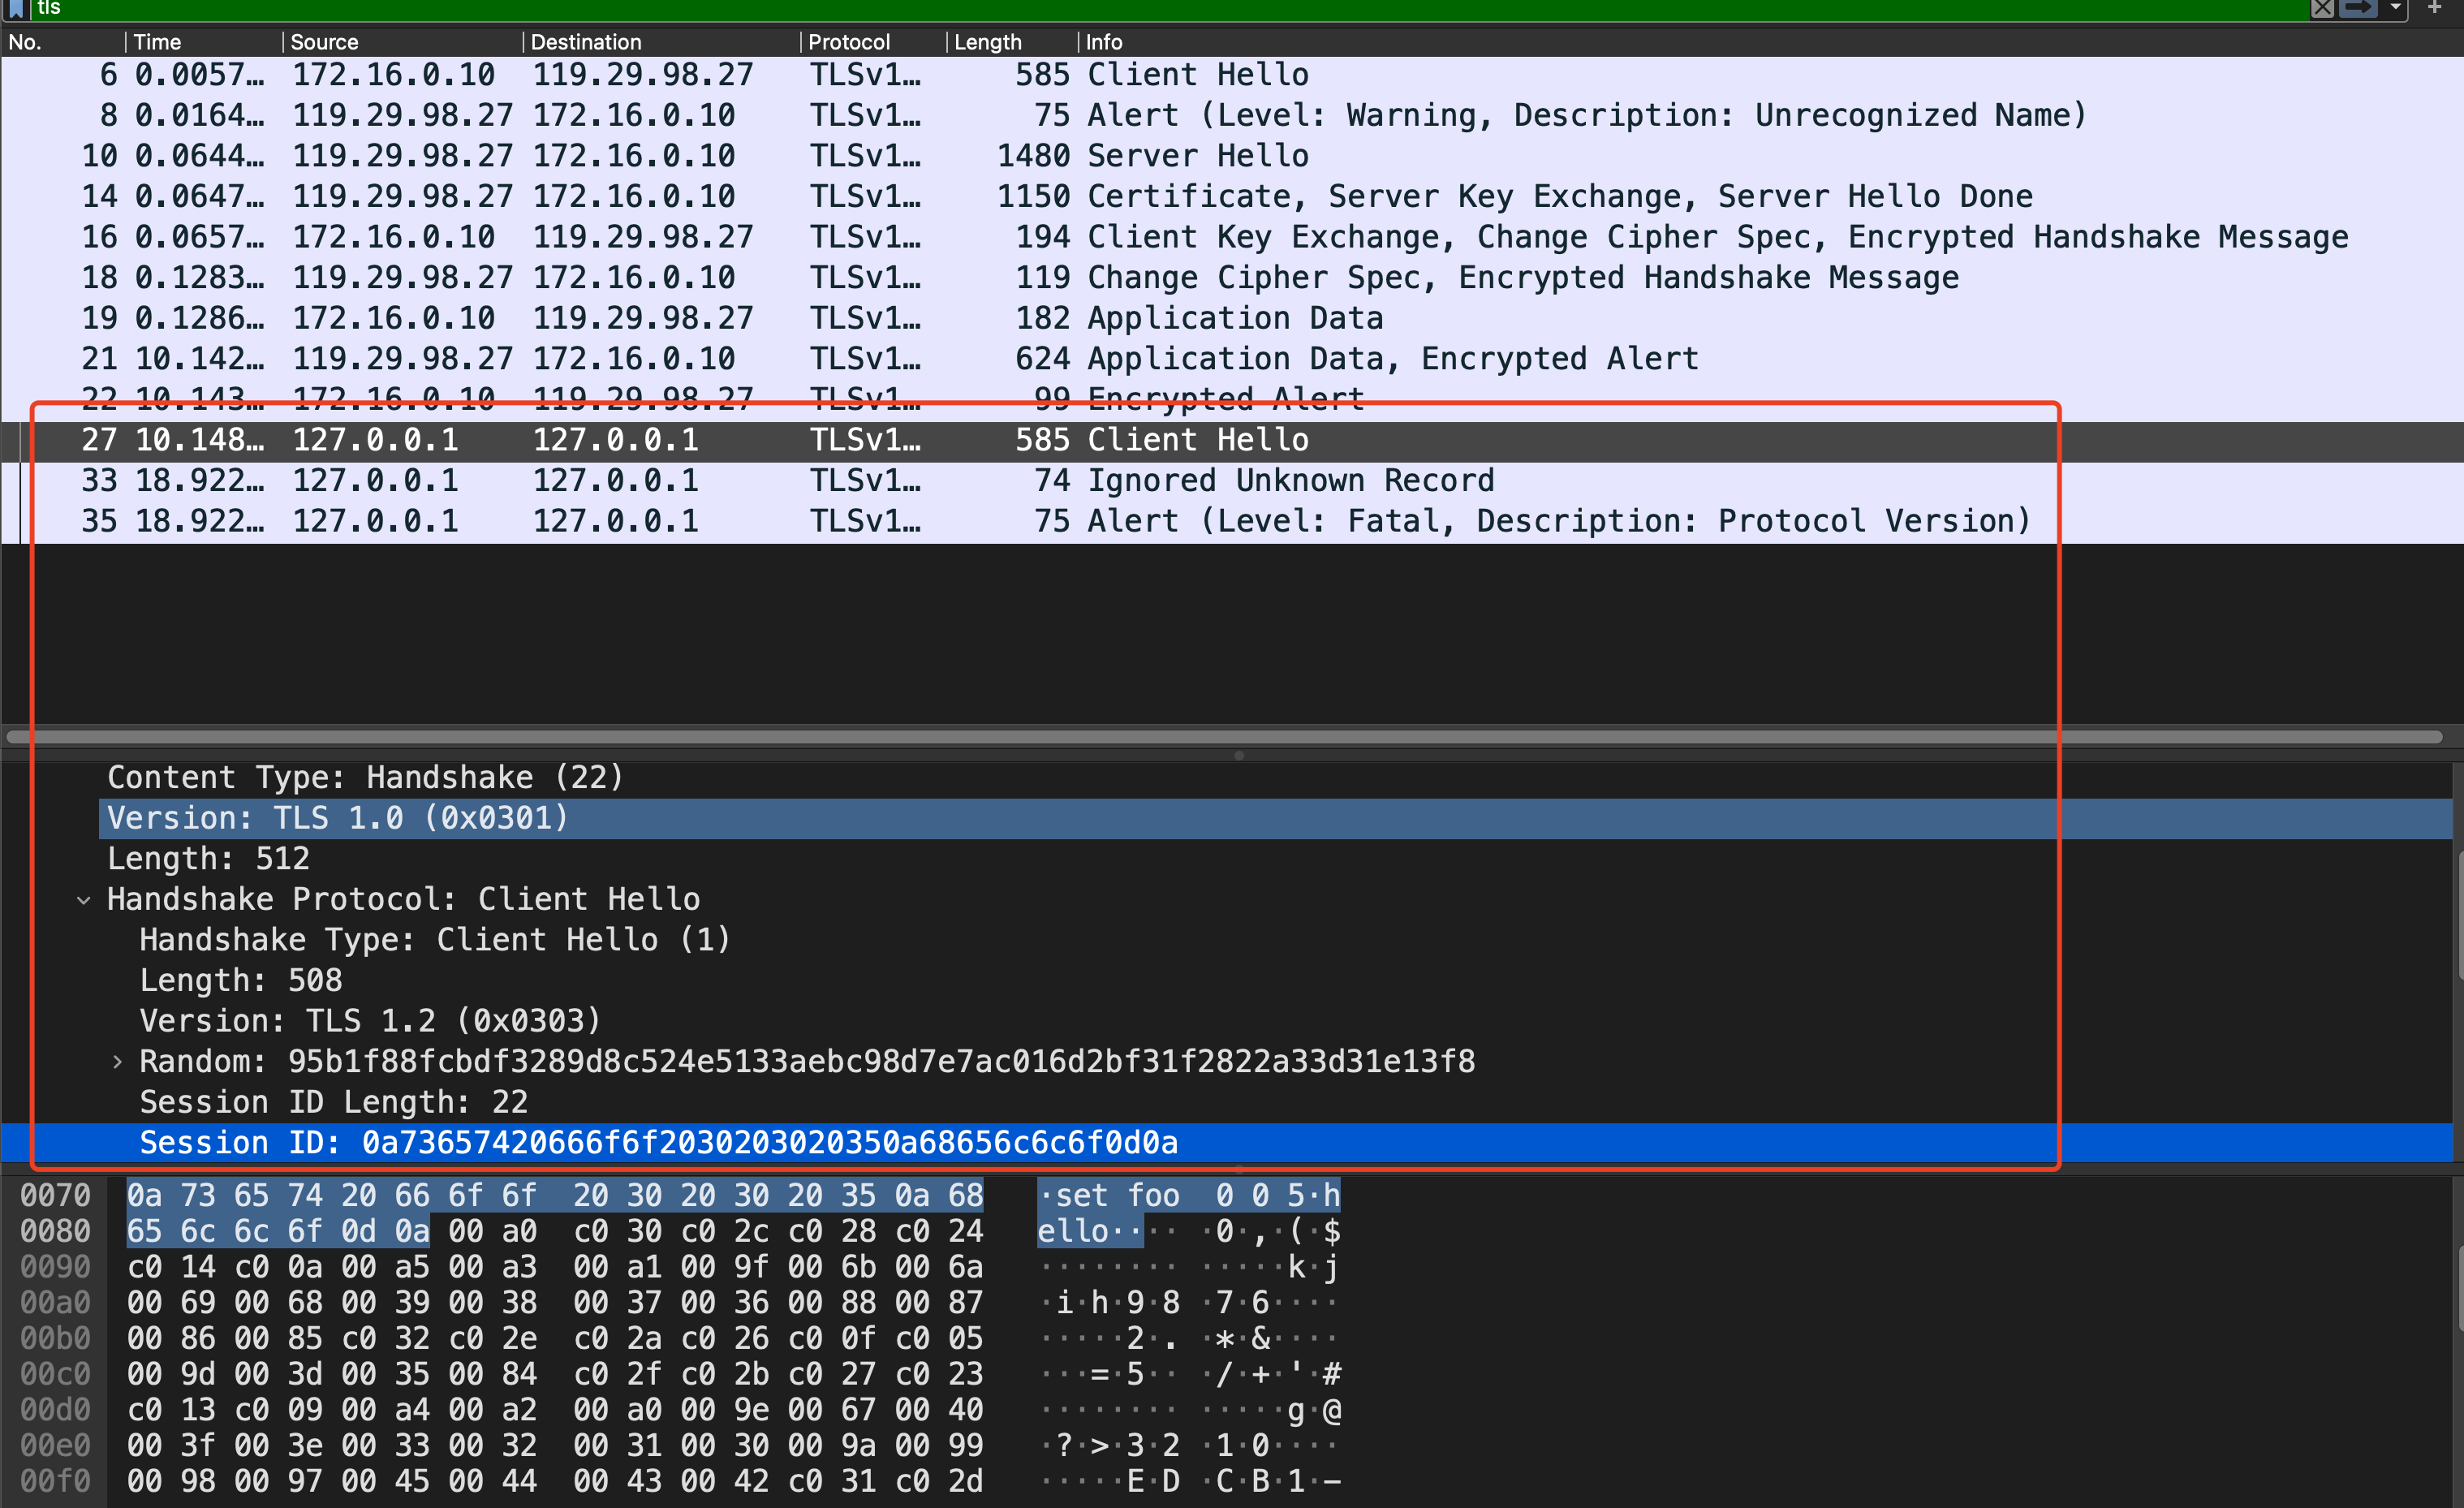 tls
No. Time Source Destination Protocol Length Info
6 0.0057… 172.16.0.10 119.29.98.27 TLSv1… 585 Client Hello
8 0.0164… 119.29.98.27 172.16.0.10 TLSv1… 75 Alert (Level: Warning, Description: Unrecognized Name)
10 0.0644… 119.29.98.27 172.16.0.10 TLSv1… 1480 Server Hello
14 0.0647… 119.29.98.27 172.16.0.10 TLSv1… 1150 Certificate, Server Key Exchange, Server Hello Done
16 0.0657… 172.16.0.10 119.29.98.27 TLSv1… 194 Client Key Exchange, Change Cipher Spec, Encrypted Handshake Message
18 0.1283… 119.29.98.27 172.16.0.10 TLSv1… 119 Change Cipher Spec, Encrypted Handshake Message
19 0.1286… 172.16.0.10 119.29.98.27 TLSv1… 182 Application Data
21 10.142… 119.29.98.27 172.16.0.10 TLSv1… 624 Application Data, Encrypted Alert
22 10.143… 172.16.0.10 119.29.98.27 TLSv1… 99 Encrypted Alert
27 10.148… 127.0.0.1 127.0.0.1 TLSv1… 585 Client Hello
33 18.922… 127.0.0.1 127.0.0.1 TLSv1… 74 Ignored Unknown Record
35 18.922… 127.0.0.1 127.0.0.1 TLSv1… 75 Alert (Level: Fatal, Description: Protocol Version)
Content Type: Handshake (22)
Version: TLS 1.0 (0x0301)
Length: 512
Handshake Protocol: Client Hello
Handshake Type: Client Hello (1)
Length: 508
Version: TLS 1.2 (0x0303)
Random: 95b1f88fcbdf3289d8c524e5133aebc98d7e7ac016d2bf31f2822a33d31e13f8
Session ID Length: 22
Session ID: 0a73657420666f6f2030203020350a68656c6c6f0d0a
0070 0a 73 65 74 20 66 6f 6f 20 30 20 30 20 35 0a 68 ·set foo 0 0 5·h
0080 65 6c 6c 6f 0d 0a 00 a0 c0 30 c0 2c c0 28 c0 24 ello···· ·0·,·(·$
0090 c0 14 c0 0a 00 a5 00 a3 00 a1 00 9f 00 6b 00 6a ········ ·····k·j
00a0 00 69 00 68 00 39 00 38 00 37 00 36 00 88 00 87 ·i·h·9·8 ·7·6····
00b0 00 86 00 85 c0 32 c0 2e c0 2a c0 26 c0 0f c0 05 ·····2·. ·*·&····
00c0 00 9d 00 3d 00 35 00 84 c0 2f c0 2b c0 27 c0 23 ···=·5·· ·/·+·'·#
00d0 c0 13 c0 09 00 a4 00 a2 00 a0 00 9e 00 67 00 40 ········ ·····g·@
00e0 00 3f 00 3e 00 33 00 32 00 31 00 30 00 9a 00 99 ·?·>·3·2 ·1·0····
00f0 00 98 00 97 00 45 00 44 00 43 00 42 c0 31 c0 2d ·····E·D ·C·B·1·-